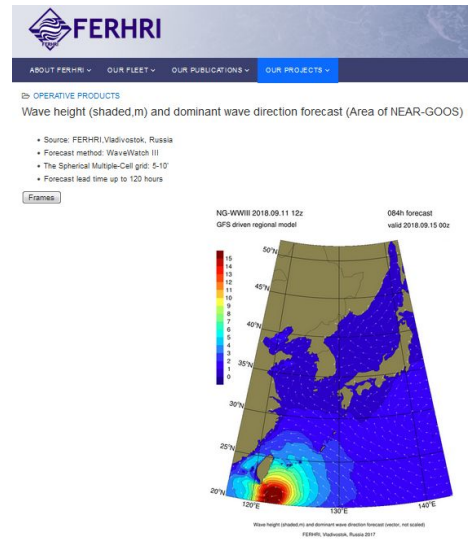 FERHRI
FERHRI
ABOUT FERHRI OUR FLEET OUR PUBLICATIONS OUR PROJECTS
OPERATIVE PRODUCTS
Wave height (shaded,m) and dominant wave direction forecast (Area of NEAR-GOOS)
Source: FERHRI,Vladivostok, Russia
Forecast method: WaveWatch III
The Spherical Multiple-Cell grid: 5-10'
Forecast lead time up to 120 hours
Frames
NG-WWIII 2018.09.11 12z 084h forecast
GFS driven regional model valid 2018.09.15 00z
50°N
45°N
40°N
35°N
30°N
25°N
20°N
15
14
13
12
11
10
9
8
7
6
5
4
3
2
1
0
120°E 130°E 140°E
Wave height (shaded,m) and dominant wave direction forecast (vector, not scaled)
FERHRI, Vladivostok, Russia 2017